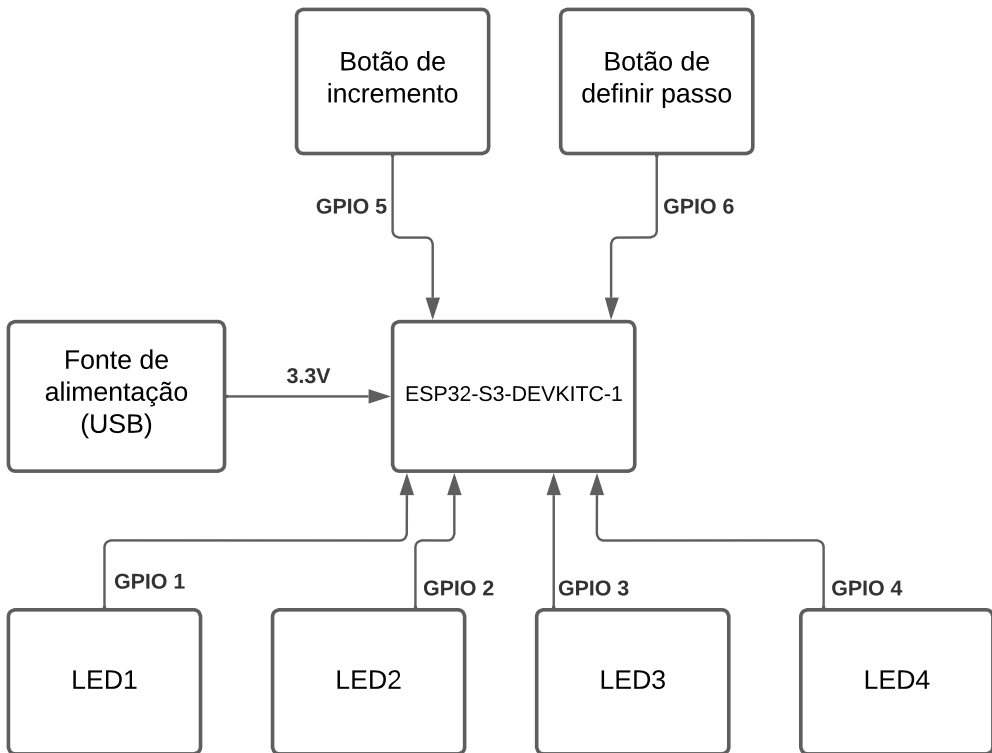 Botão de
incremento
Botão de
definir passo
GPIO 5
GPIO 6
Fonte de
alimentação
(USB)
3.3V
ESP32-S3-DEVKITC-1
GPIO 1
GPIO 2
GPIO 3
GPIO 4
LED1
LED2
LED3
LED4